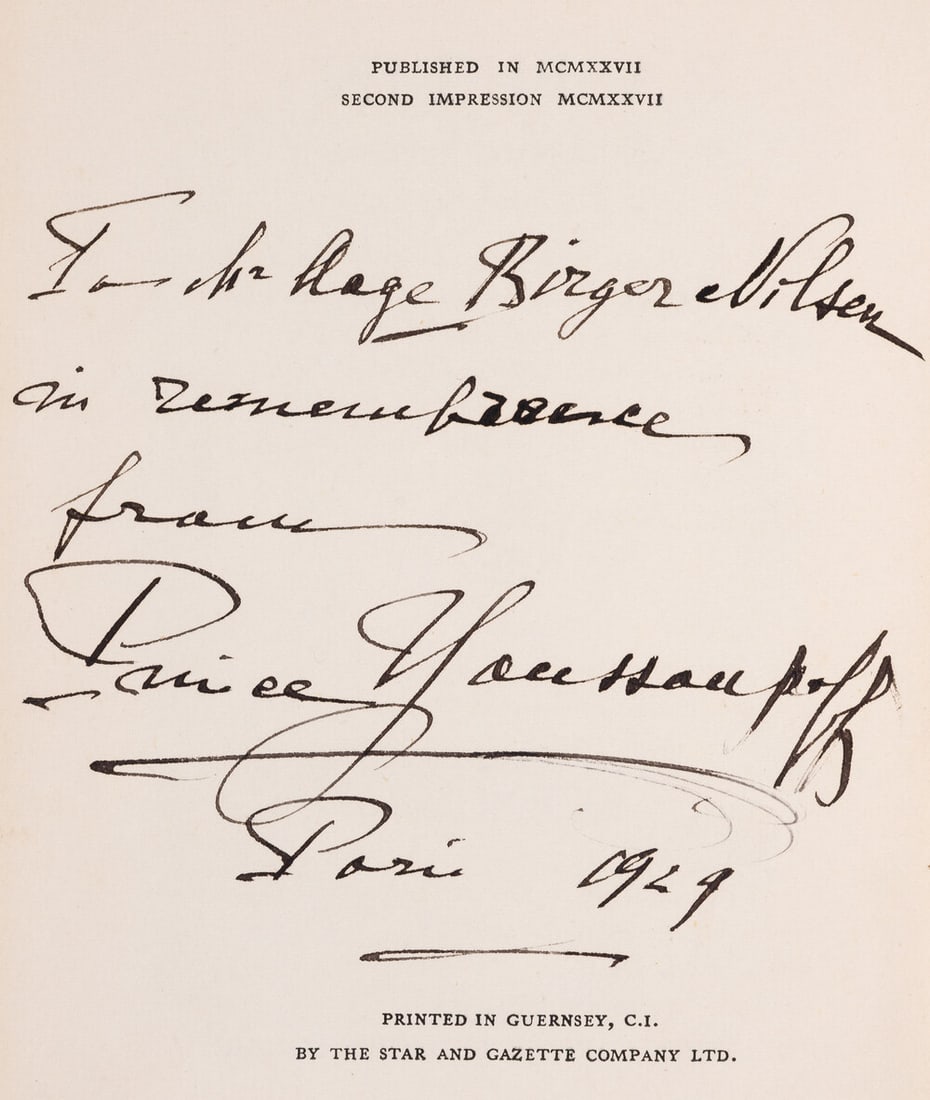 PUBLISHED IN MCMXXVII
SECOND IMPRESSION MCMXXVII
To Mr Aage Birger Nilsen
in remembrance
from
Prince Youssoupoff
Paris 1929
PRINTED IN GUERNSEY, C.I.
BY THE STAR AND GAZETTE COMPANY LTD.